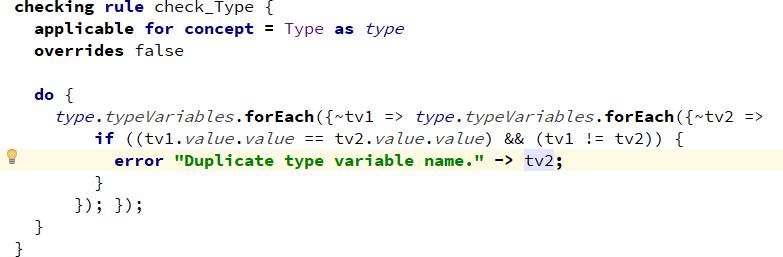 checking rule check_Type {
  applicable for concept = Type as type
  overrides false

  do {
    type.typeVariables.forEach({~tv1 => type.typeVariables.forEach({~tv2 =>
        if ((tv1.value.value == tv2.value.value) && (tv1 != tv2)) {
          error "Duplicate type variable name." -> tv2;
        }
      }); });
  }
}